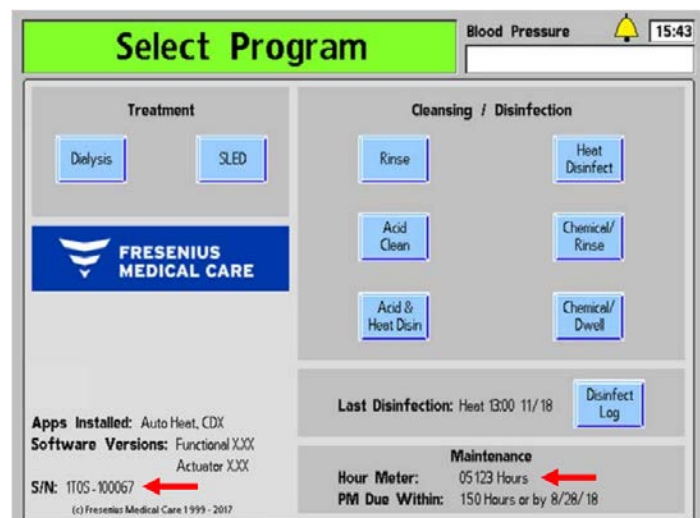 Select Program
Blood Pressure
15:43
Treatment
Dialysis
SLED
FRESENIUS
MEDICAL CARE
Apps Installed: Auto Heat, CDX
Software Versions: Functional X.XX
Actuator X.XX
S/N: 1T0S-100067
(c) Fresenius Medical Care 1999 - 2017
Cleansing / Disinfection
Rinse
Heat
Disinfect
Acid
Clean
Chemical/
Rinse
Acid &
Heat Disin
Chemical/
Dwell
Last Disinfection: Heat 13:00 11/18
Disinfect
Log
Maintenance
Hour Meter: 05123 Hours
PM Due Within: 150 Hours or by 8/28/18